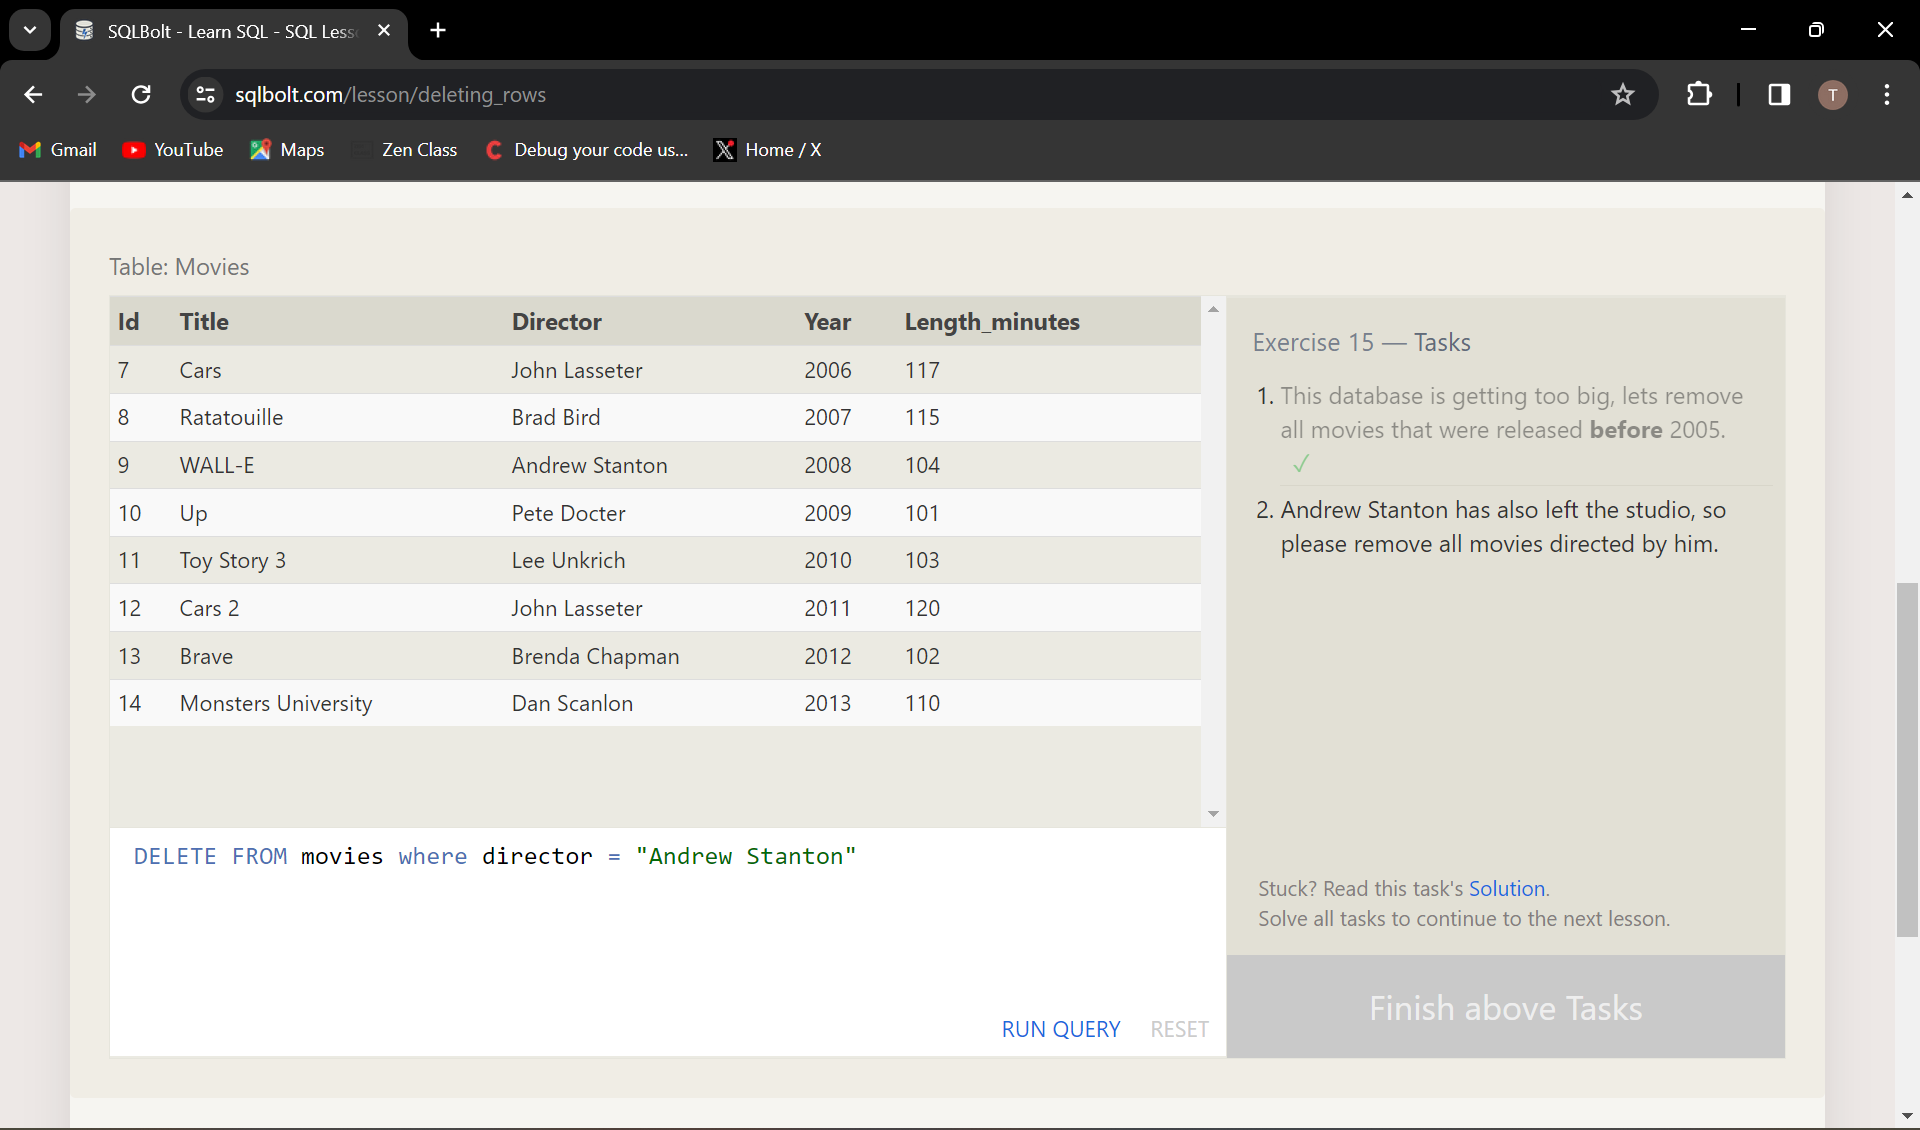 SQLBolt - Learn SQL - SQL Less
sqlbolt.com/lesson/deleting_rows
T
Gmail YouTube Maps Zen Class Debug your code us... Home / X
Table: Movies
Id Title Director Year Length_minutes
7 Cars John Lasseter 2006 117
8 Ratatouille Brad Bird 2007 115
9 WALL-E Andrew Stanton 2008 104
10 Up Pete Docter 2009 101
11 Toy Story 3 Lee Unkrich 2010 103
12 Cars 2 John Lasseter 2011 120
13 Brave Brenda Chapman 2012 102
14 Monsters University Dan Scanlon 2013 110
DELETE FROM movies where director = "Andrew Stanton"
RUN QUERY RESET
Exercise 15 — Tasks
1. This database is getting too big, lets remove
all movies that were released before 2005.
✓
2. Andrew Stanton has also left the studio, so
please remove all movies directed by him.
Stuck? Read this task's Solution.
Solve all tasks to continue to the next lesson.
Finish above Tasks